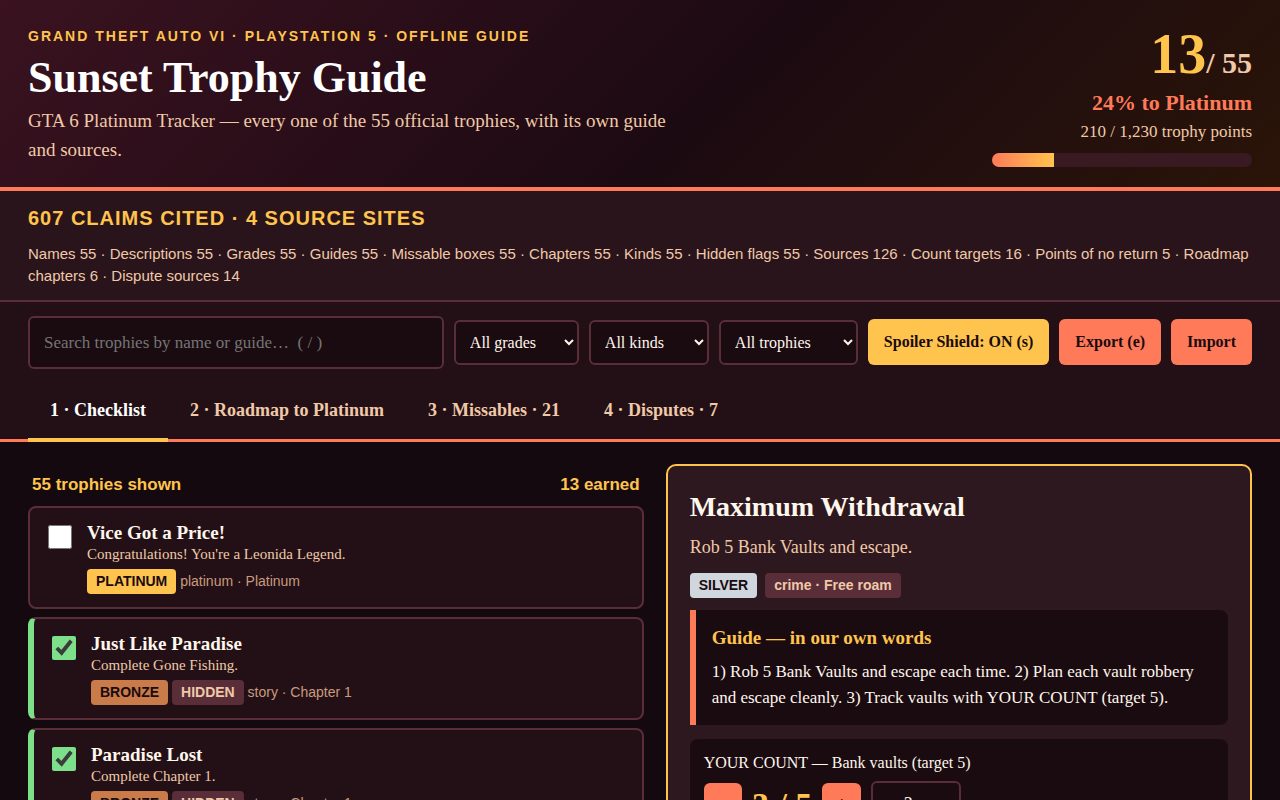 GRAND THEFT AUTO VI · PLAYSTATION 5 · OFFLINE GUIDE
Sunset Trophy Guide
GTA 6 Platinum Tracker — every one of the 55 official trophies, with its own guide
and sources.
13/ 55
24% to Platinum
210 / 1,230 trophy points
607 CLAIMS CITED · 4 SOURCE SITES
Names 55 · Descriptions 55 · Grades 55 · Guides 55 · Missable boxes 55 · Chapters 55 · Kinds 55 · Hidden flags 55 · Sources 126 · Count targets 16 · Points of no return 5 · Roadmap
chapters 6 · Dispute sources 14
Search trophies by name or guide… ( / )
All grades
All kinds
All trophies
Spoiler Shield: ON (s)
Export (e)
Import
1 · Checklist
2 · Roadmap to Platinum
3 · Missables · 21
4 · Disputes · 7
55 trophies shown
13 earned
Vice Got a Price!
Congratulations! You're a Leonida Legend.
PLATINUM platinum · Platinum
Just Like Paradise
Complete Gone Fishing.
BRONZE HIDDEN story · Chapter 1
Paradise Lost
Complete Chapter 1.
BRONZE HIDDEN story · Chapter 1
Maximum Withdrawal
Rob 5 Bank Vaults and escape.
SILVER crime · Free roam
Guide — in our own words
1) Rob 5 Bank Vaults and escape each time. 2) Plan each vault robbery
and escape cleanly. 3) Track vaults with YOUR COUNT (target 5).
YOUR COUNT — Bank vaults (target 5)